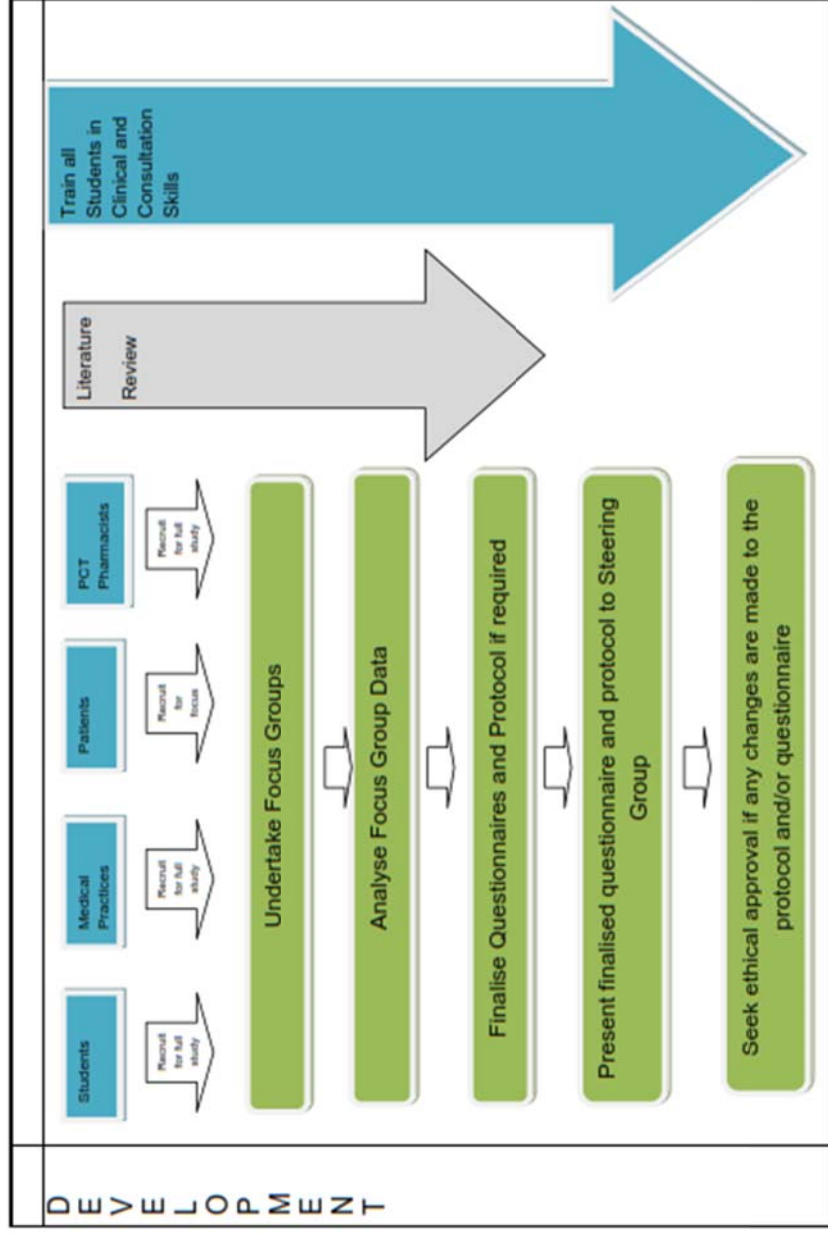 DEVELOPMENT
Students
Medical
Practices
Patients
PCT
Pharmacists
Recruit
for full
study
Recruit
for full
study
Recruit
for
focus
Recruit
for full
study
Undertake Focus Groups
Analyse Focus Group Data
Finalise Questionnaires and Protocol if required
Present finalised questionnaire and protocol to Steering
Group
Seek ethical approval if any changes are made to the
protocol and/or questionnaire
Literature
Review
Train all
Students in
Clinical and
Consultation
Skills